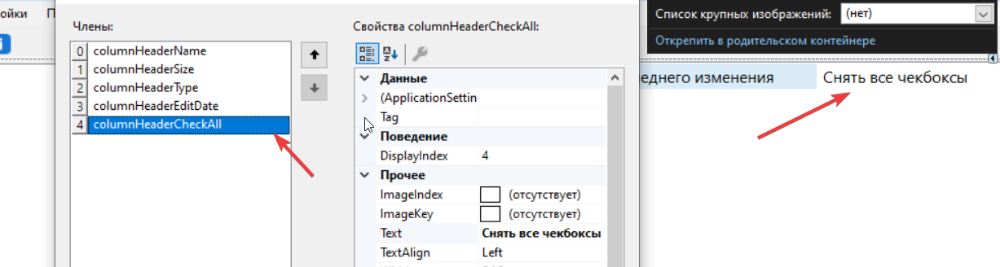 ойки П
i
Члены:
0 columnHeaderName
1 columnHeaderSize
2 columnHeaderType
3 columnHeaderEditDate
4 columnHeaderCheckAll
Свойства columnHeaderCheckAll:
Данные
(ApplicationSettin
Tag
Поведение
DisplayIndex 4
Прочее
ImageIndex (отсутствует)
ImageKey (отсутствует)
Text Снять все чекбоксы
TextAlign Left
Список крупных изображений: (нет)
Открепить в родительском контейнере
еднего изменения Снять все чекбоксы